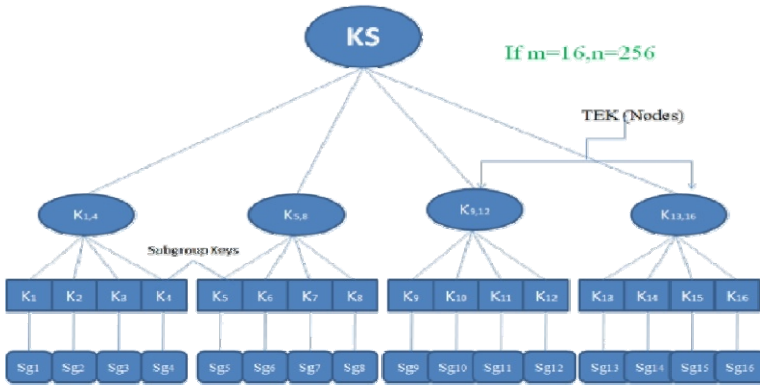 KS
If m=16,n=256
TEK (Nodes)
K1,4 K5,8 K9,12 K13,16
Subgroup Keys
K1 K2 K3 K4 K5 K6 K7 K8 K9 K10 K11 K12 K13 K14 K15 K16
Sg1 Sg2 Sg3 Sg4 Sg5 Sg6 Sg7 Sg8 Sg9 Sg10 Sg11 Sg12 Sg13 Sg14 Sg15 Sg16